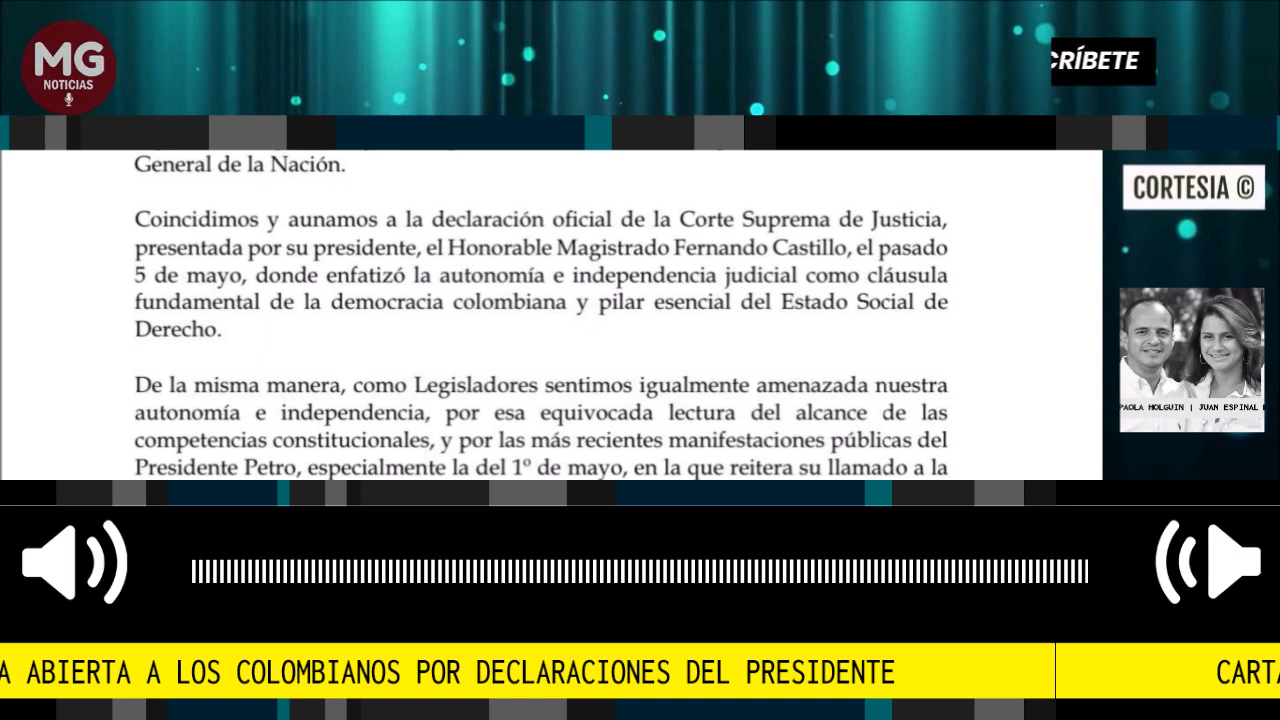 MG
NOTICIAS
CRÍBETE
General de la Nación.
CORTESIA ©
Coincidimos y aunamos a la declaración oficial de la Corte Suprema de Justicia,
presentada por su presidente, el Honorable Magistrado Fernando Castillo, el pasado
5 de mayo, donde enfatizó la autonomía e independencia judicial como cláusula
fundamental de la democracia colombiana y pilar esencial del Estado Social de
Derecho.
De la misma manera, como Legisladores sentimos igualmente amenazada nuestra
autonomía e independencia, por esa equivocada lectura del alcance de las
competencias constitucionales, y por las más recientes manifestaciones públicas del
Presidente Petro, especialmente la del 1º de mayo, en la que reitera su llamado a la
PAOLA HOLGUIN | JUAN ESPINAL
A ABIERTA A LOS COLOMBIANOS POR DECLARACIONES DEL PRESIDENTE
CARTA